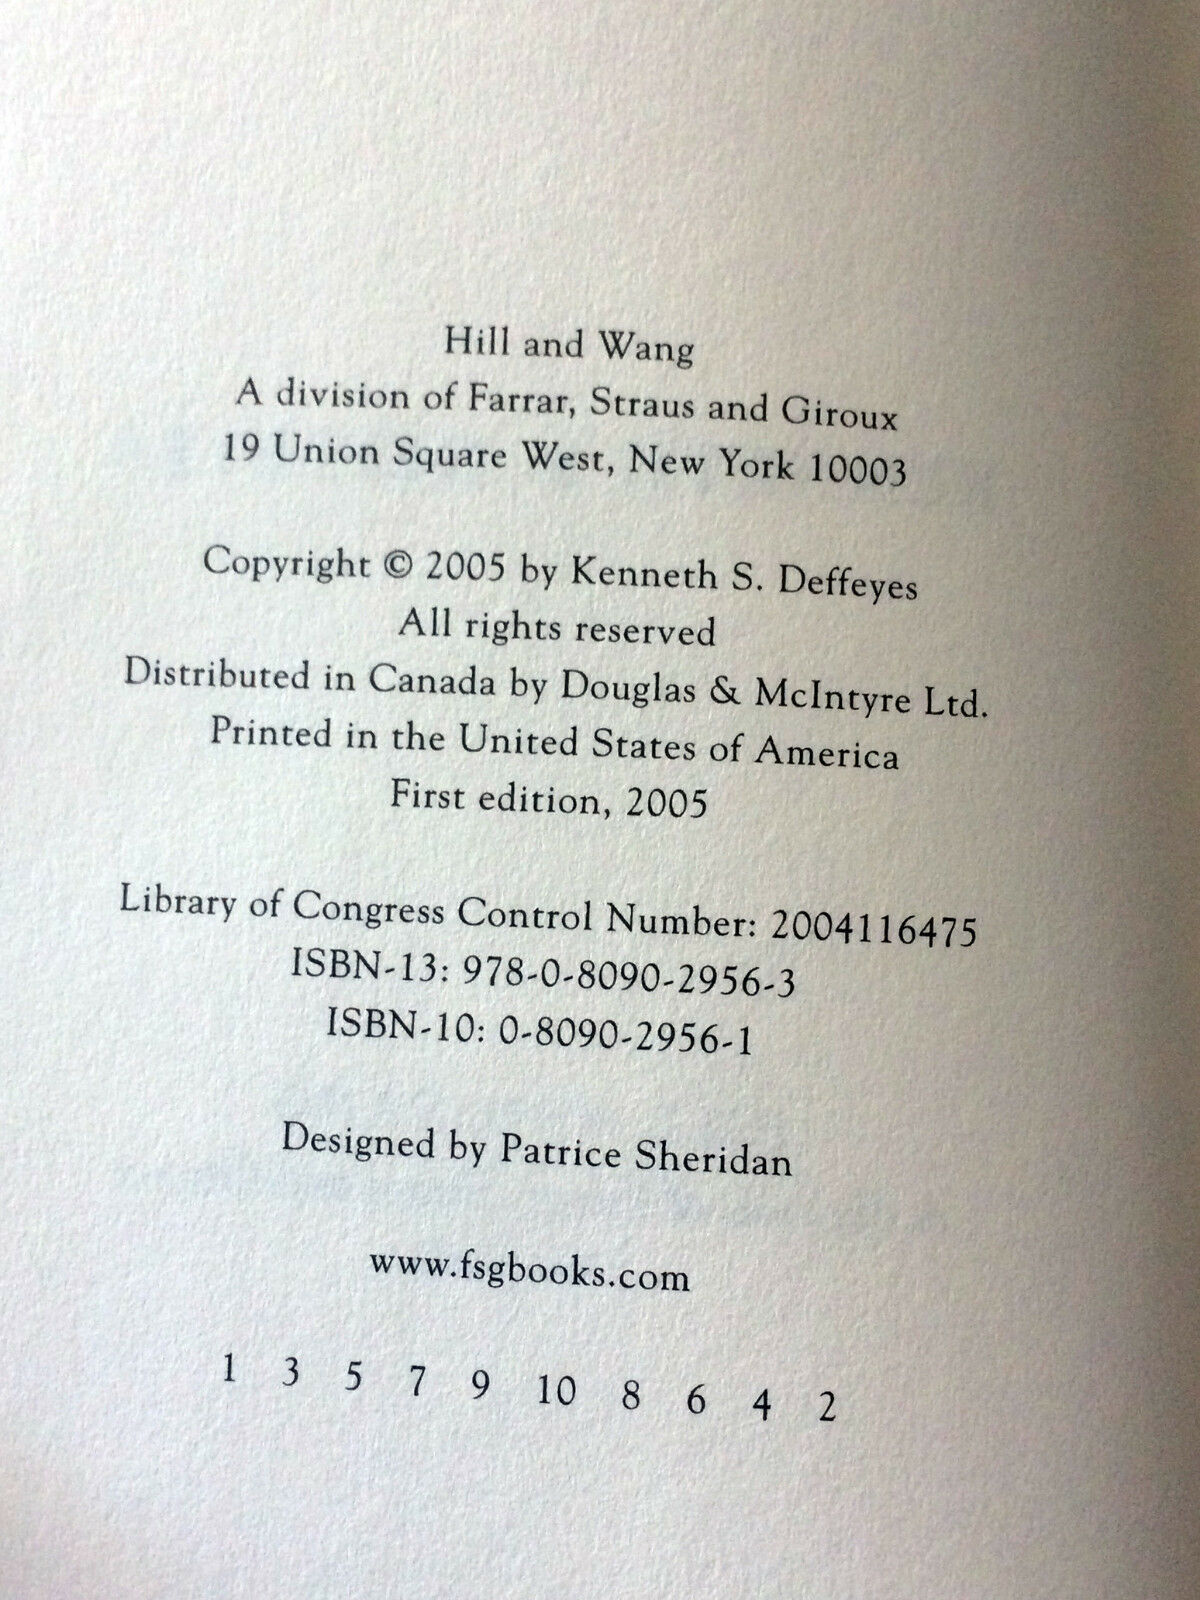 Hill and Wang
A division of Farrar, Straus and Giroux
19 Union Square West, New York 10003
Copyright © 2005 by Kenneth S. Deffeyes
All rights reserved
Distributed in Canada by Douglas & McIntyre Ltd.
Printed in the United States of America
First edition, 2005
Library of Congress Control Number: 2004116475
ISBN-13: 978-0-8090-2956-3
ISBN-10: 0-8090-2956-1
Designed by Patrice Sheridan
www.fsgbooks.com
1 3 5 7 9 10 8 6 4 2